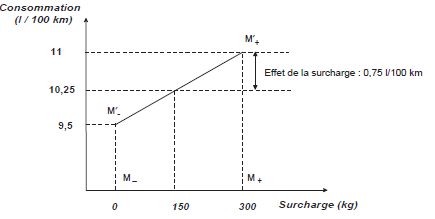 Consommation
(l / 100 km)
M'+
11
Effet de la surcharge : 0,75 l/100 km
10,25
M'-
9,5
M-
M+
0 150 300 Surcharge (kg)